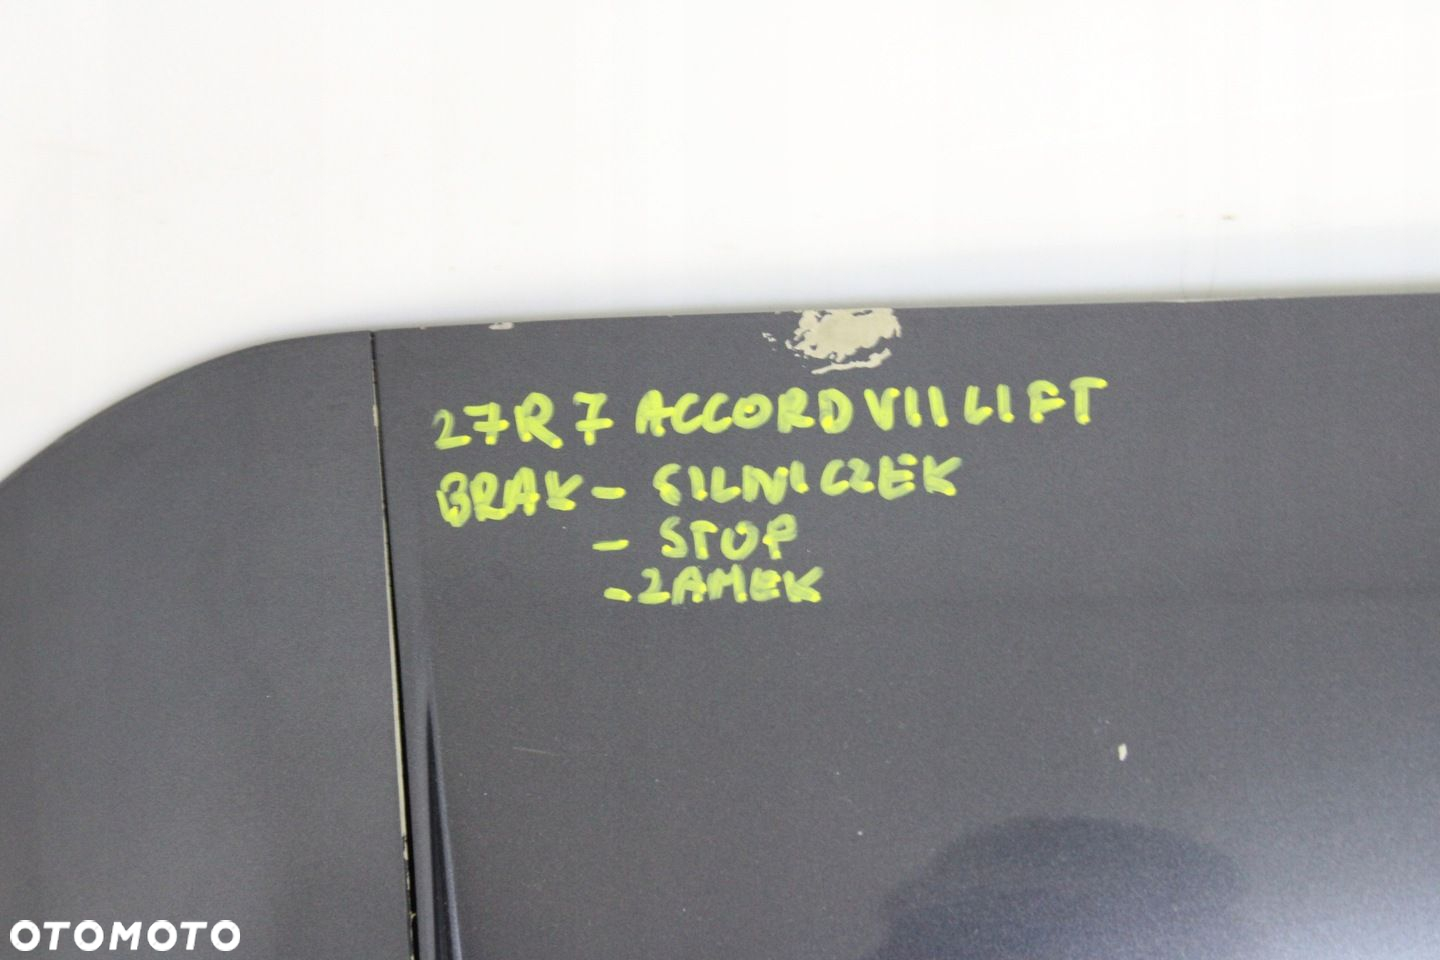 27R7 ACCORD VII LIFT
BRAK - SILNICZEK
- STOP
- ZAMEK
OTOMOTO